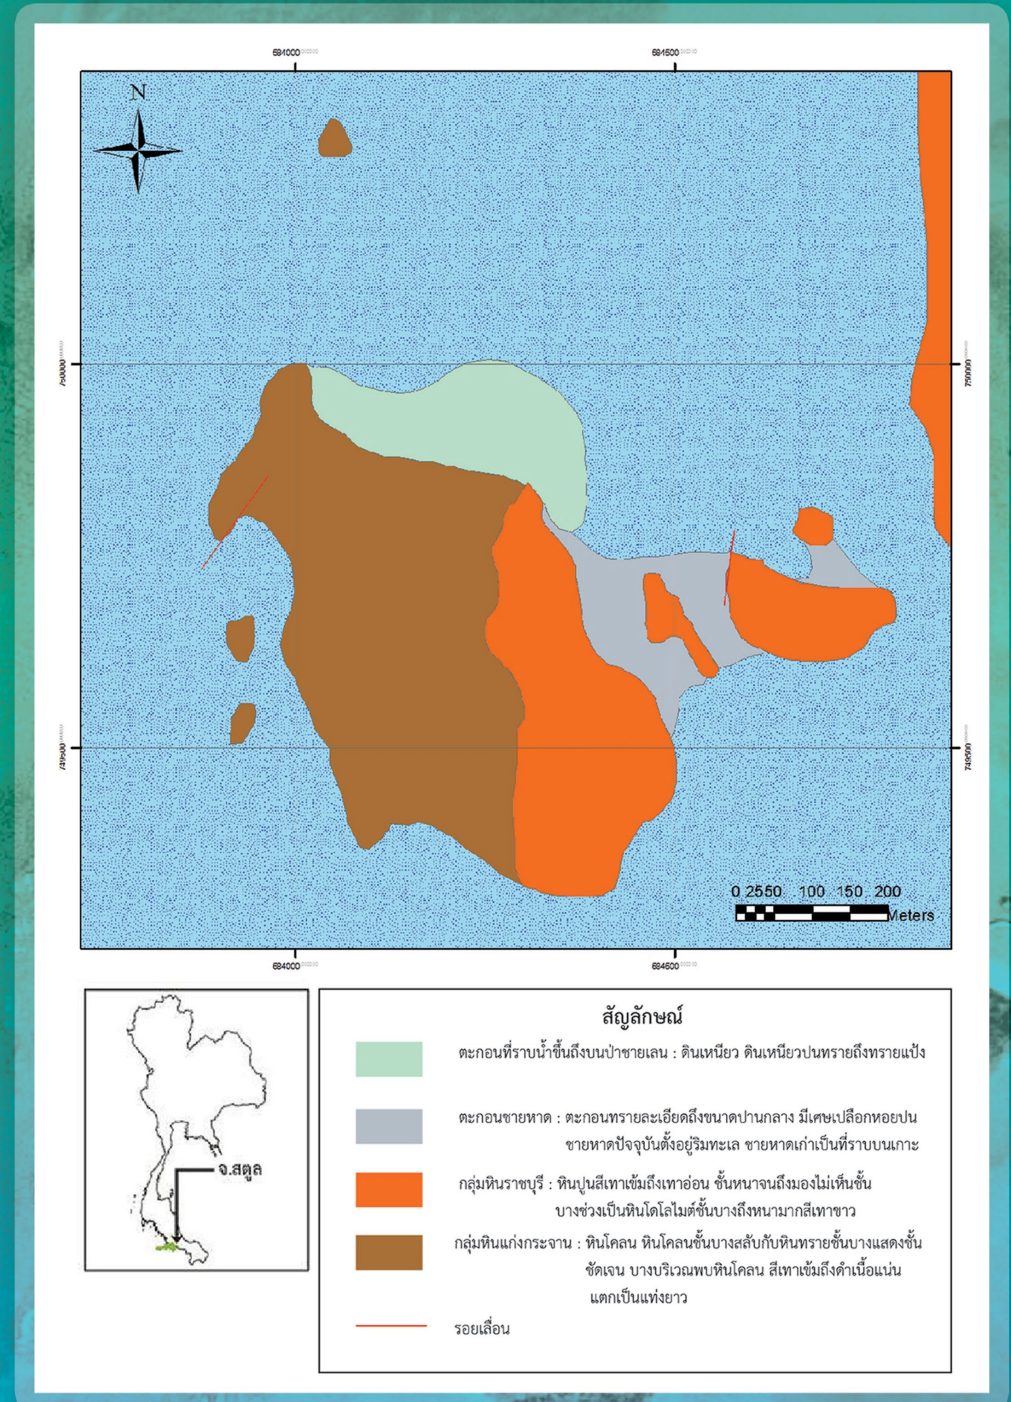 684000
684500
N
750000
750000
749500
749500
0 25 50 100 150 200
Meters
684000
684500
จ.สตูล
สัญลักษณ์
ตะกอนที่ราบน้ำขึ้นถึงบนป่าชายเลน : ดินเหนียว ดินเหนียวปนทรายถึงทรายแป้ง
ตะกอนชายหาด : ตะกอนทรายละเอียดถึงขนาดปานกลาง มีเศษเปลือกหอยปน
ชายหาดปัจจุบันตั้งอยู่ริมทะเล ชายหาดเก่าเป็นที่ราบบนเกาะ
กลุ่มหินราชบุรี : หินปูนสีเทาเข้มถึงเทาอ่อน ชั้นหนาจนถึงมองไม่เห็นชั้น
บางช่วงเป็นหินโดโลไมต์ชั้นบางถึงหนามากสีเทาขาว
กลุ่มหินแก่งกระจาน : หินโคลน หินโคลนชั้นบางสลับกับหินทรายชั้นบางแสดงชั้น
ชัดเจน บางบริเวณพบหินโคลน สีเทาเข้มถึงดำเนื้อแน่น
แตกเป็นแท่งยาว
รอยเลื่อน